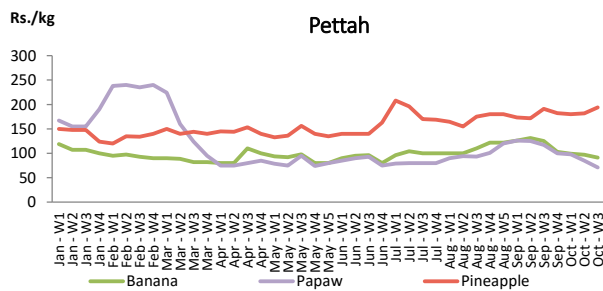 Rs./kg
Pettah
300
250
200
150
100
50
0
Jan - W1
Jan - W2
Jan - W3
Jan - W4
Feb - W1
Feb - W2
Feb - W3
Feb - W4
Mar - W1
Mar - W2
Mar - W3
Mar - W4
Apr - W1
Apr - W2
Apr - W3
Apr - W4
May - W1
May - W2
May - W3
May - W4
May - W5
Jun - W1
Jun - W2
Jun - W3
Jun - W4
Jul - W1
Jul - W2
Jul - W3
Jul - W4
Aug - W1
Aug - W2
Aug - W3
Aug - W4
Aug - W5
Sep - W1
Sep - W2
Sep - W3
Sep - W4
Oct - W1
Oct - W2
Oct - W3
Banana
Papaw
Pineapple